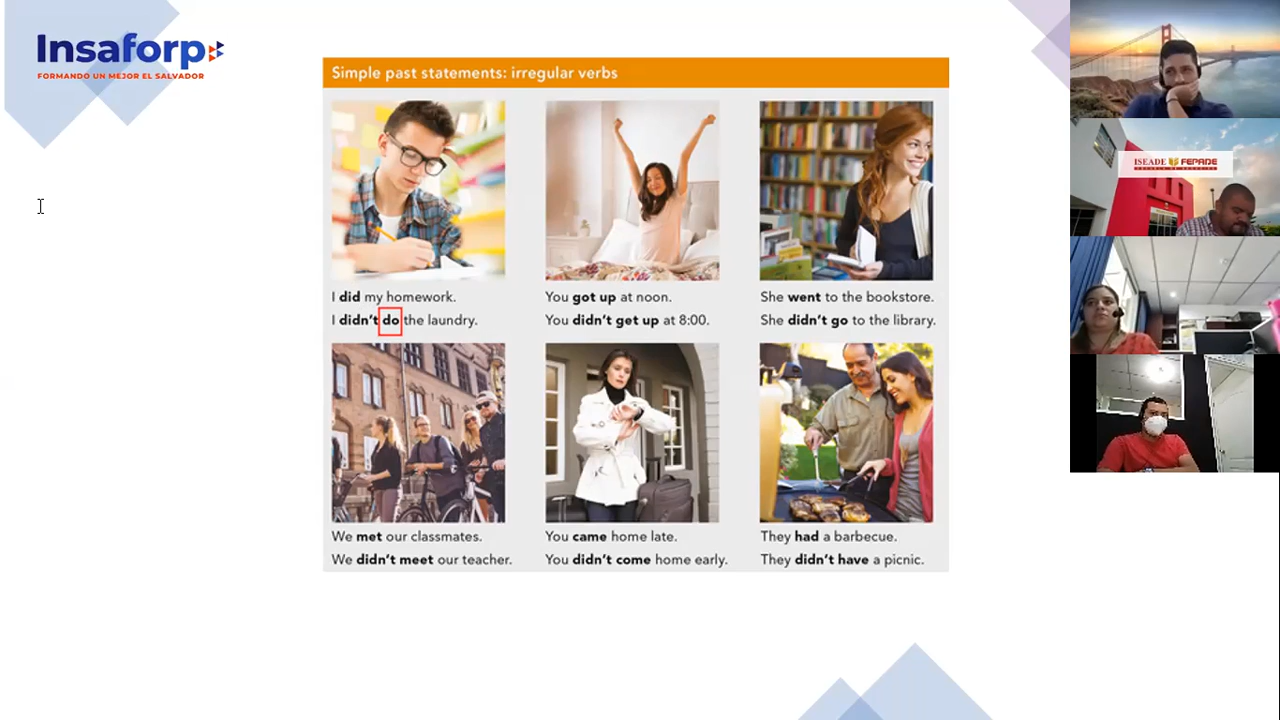 Insaforp
FORMANDO UN MEJOR EL SALVADOR
Simple past statements: irregular verbs
I did my homework.
I didn't do the laundry.
You got up at noon.
You didn't get up at 8:00.
She went to the bookstore.
She didn't go to the library.
We met our classmates.
We didn't meet our teacher.
You came home late.
You didn't come home early.
They had a barbecue.
They didn't have a picnic.
ISEADE FEPADE